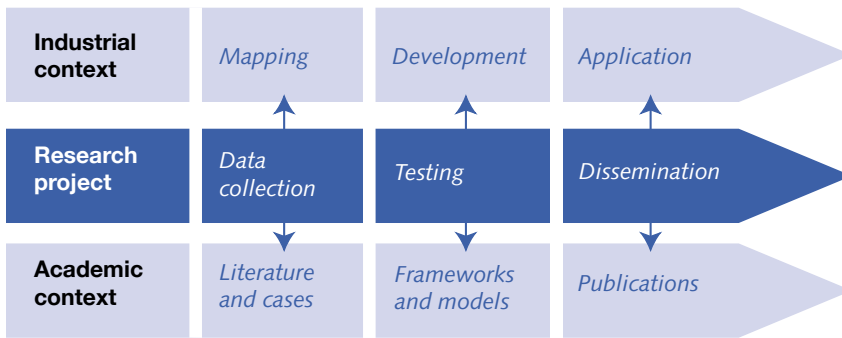 Industrial
context
Mapping
Development
Application
Research
project
Data
collection
Testing
Dissemination
Academic
context
Literature
and cases
Frameworks
and models
Publications